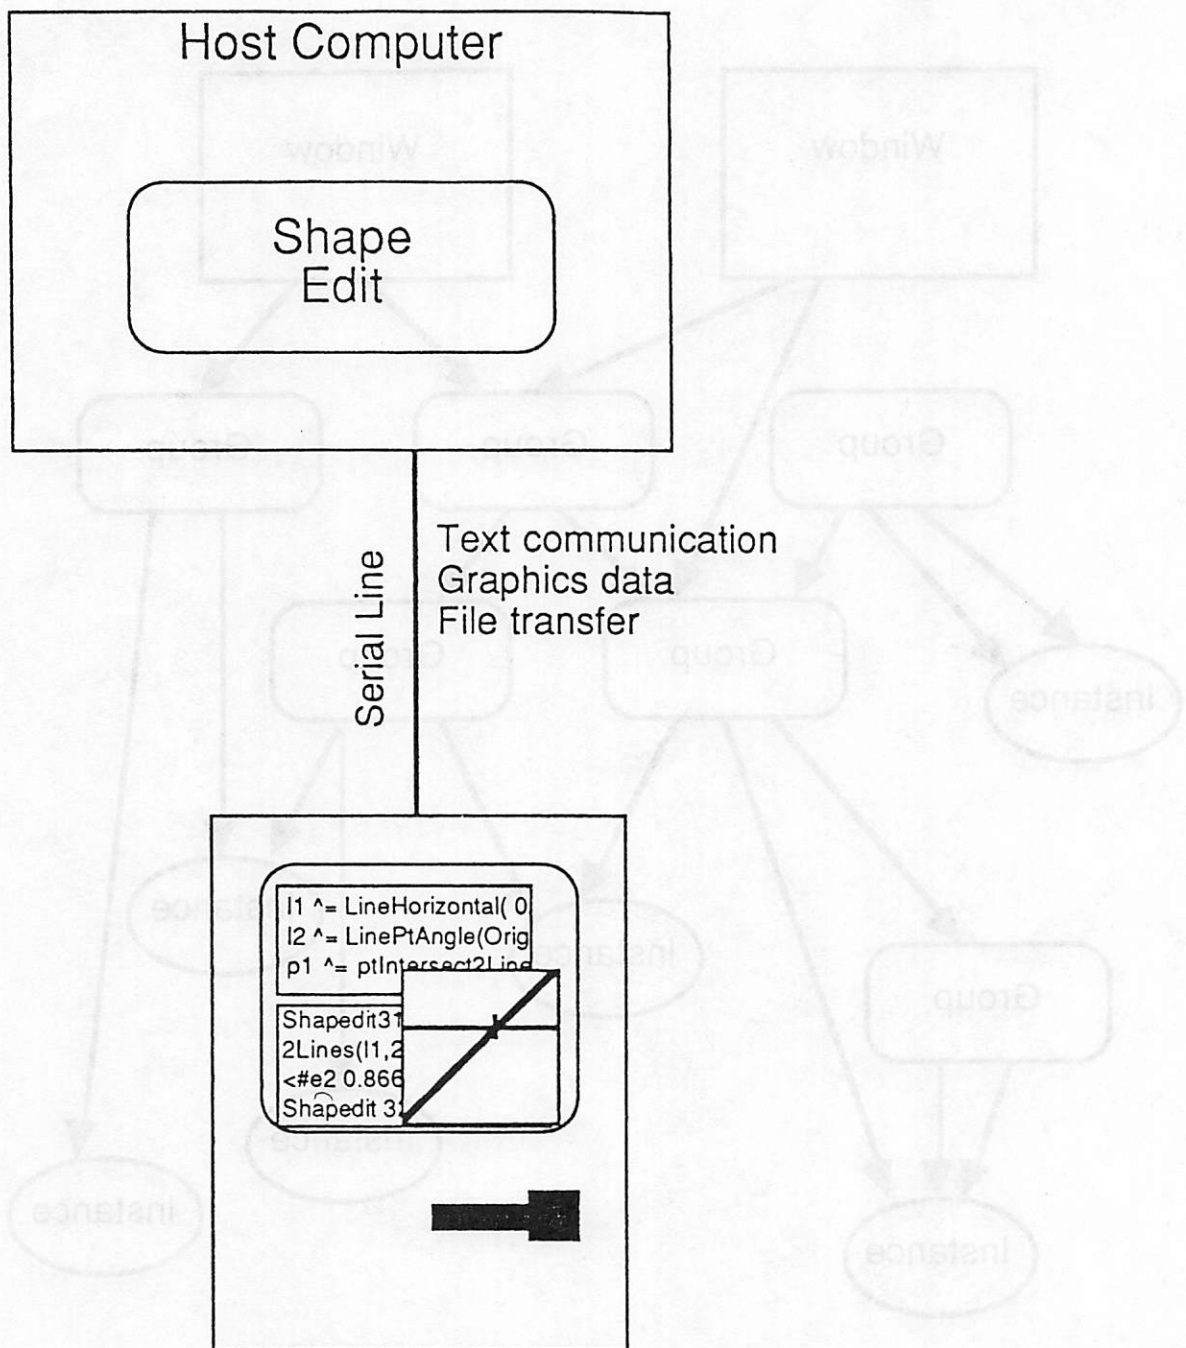 Host Computer
Shape
Edit
Serial Line
Text communication
Graphics data
File transfer
l1 ^= LineHorizontal( 0
l2 ^= LinePtAngle(Orig
p1 ^= ptIntersect2Line
Shapedit31
2Lines(l1,2
<#e2 0.866
Shapedit 3
Window
Window
Group
Group
Group
Group
Group
Instance
Instance
Instance
Group
Instance
Instance
Instance